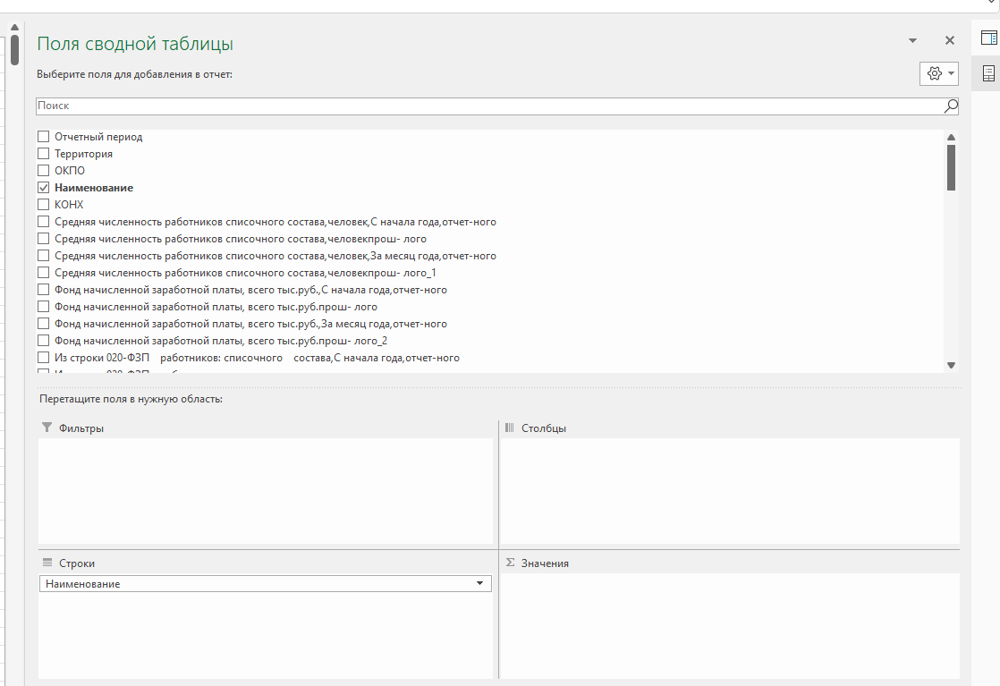 Поля сводной таблицы
Выберите поля для добавления в отчет:
Поиск
Отчетный период
Территория
ОКПО
Наименование
КОНХ
Средняя численность работников списочного состава,человек,С начала года,отчет-ного
Средняя численность работников списочного состава,человекпрош- лого
Средняя численность работников списочного состава,человек,За месяц года,отчет-ного
Средняя численность работников списочного состава,человекпрош- лого_1
Фонд начисленной заработной платы, всего тыс.руб.,С начала года,отчет-ного
Фонд начисленной заработной платы, всего тыс.руб.прош- лого
Фонд начисленной заработной платы, всего тыс.руб.,За месяц года,отчет-ного
Фонд начисленной заработной платы, всего тыс.руб.прош- лого_2
Из строки 020-ФЗП    работников: списочного    состава,С начала года,отчет-ного
Перетащите поля в нужную область:
Фильтры
Столбцы
Строки
Значения
Наименование